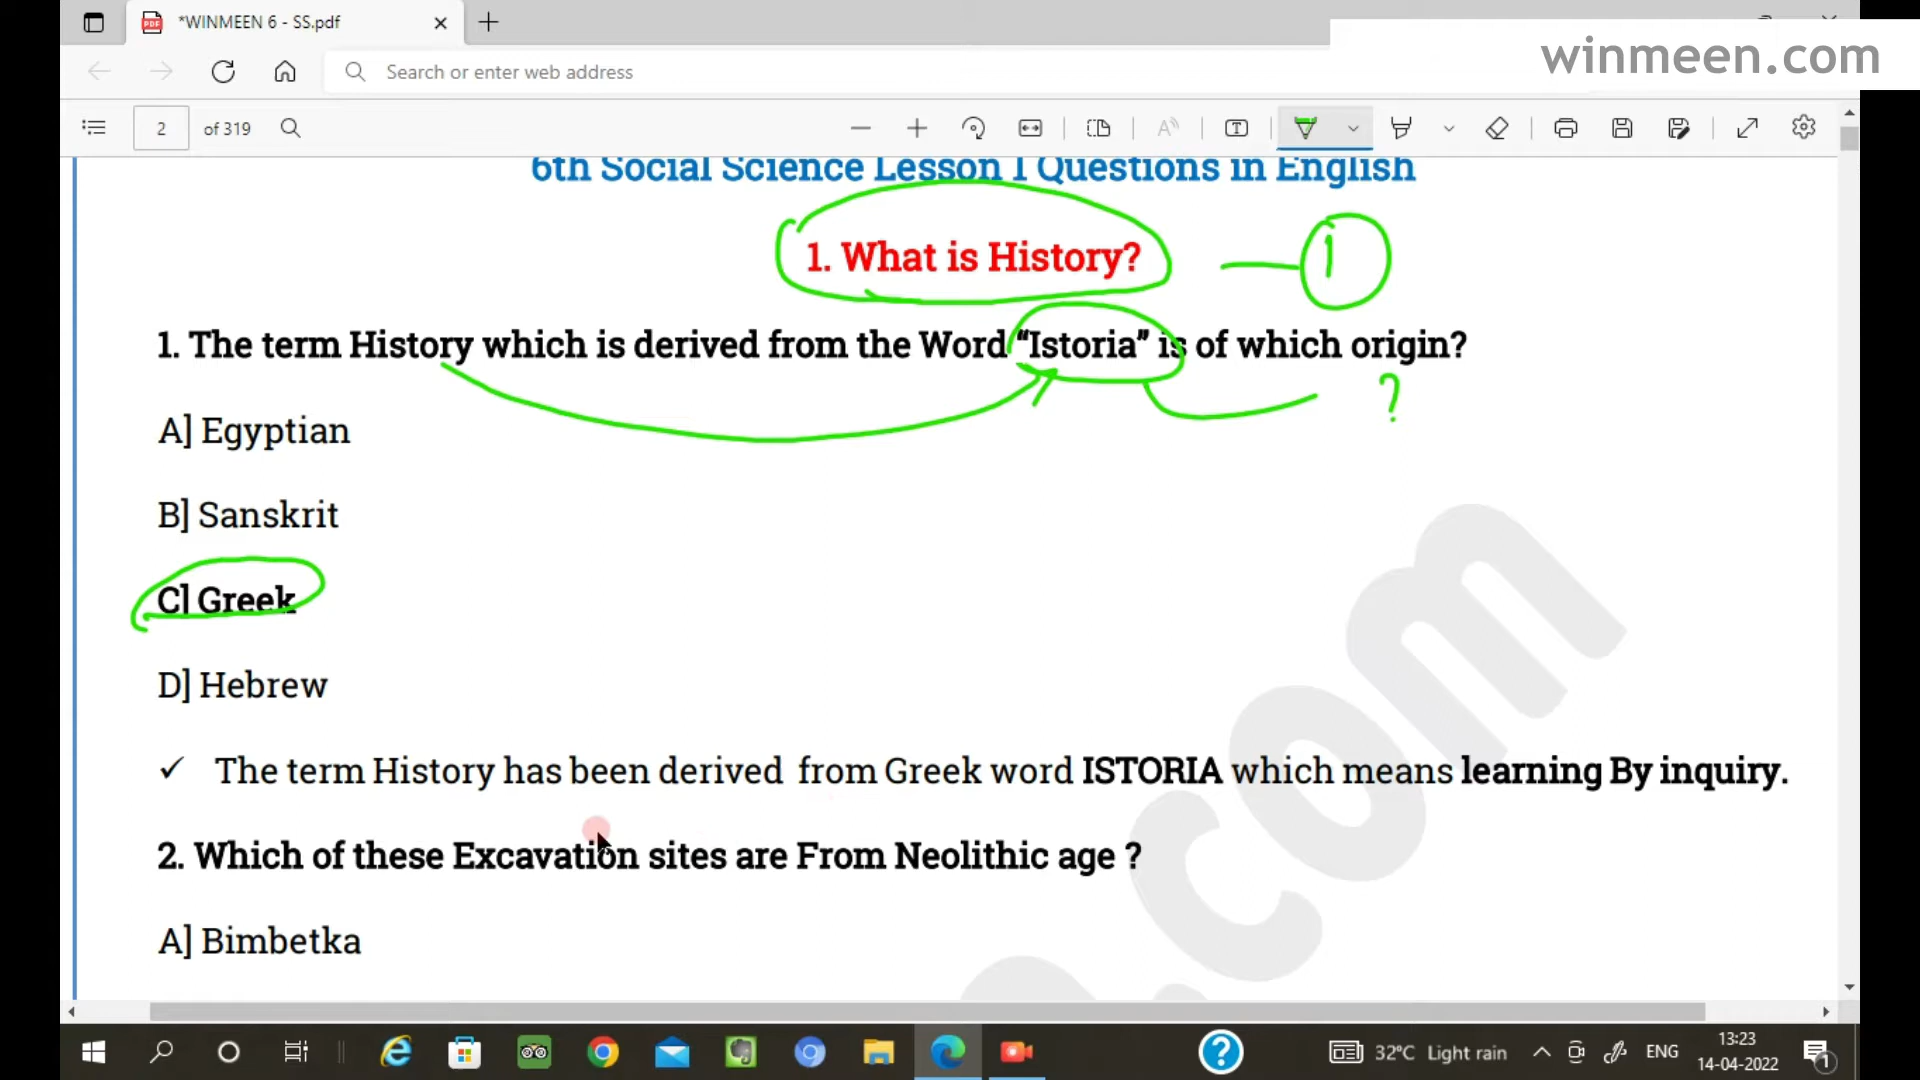 *WINMEEN 6 - SS.pdf
winmeen.com
Search or enter web address
2 of 319
6th Social Science Lesson 1 Questions in English
1. What is History? 1
1. The term History which is derived from the Word “Istoria” is of which origin?
?
A] Egyptian
B] Sanskrit
C] Greek
D] Hebrew
✓ The term History has been derived from Greek word ISTORIA which means learning By inquiry.
2. Which of these Excavation sites are From Neolithic age ?
A] Bimbetka
n.com
32°C Light rain ENG 13:23
14-04-2022 1